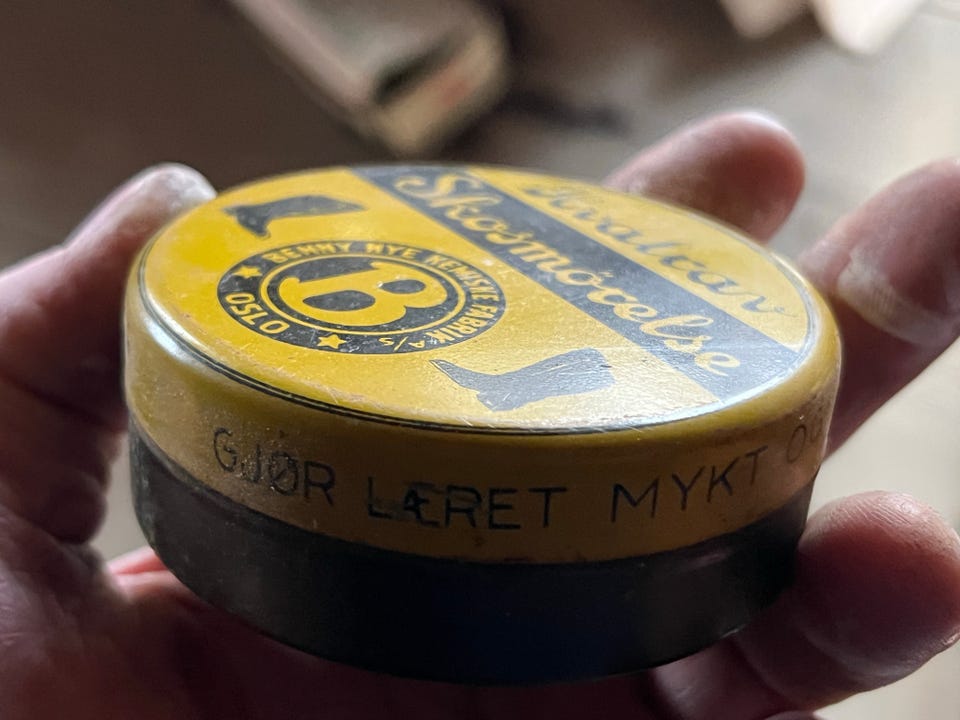 Skosmørelse
BENNY NYE KEMISKE FABRIK A/S
OSLO
B
GJØR LÆRET MYKT OG